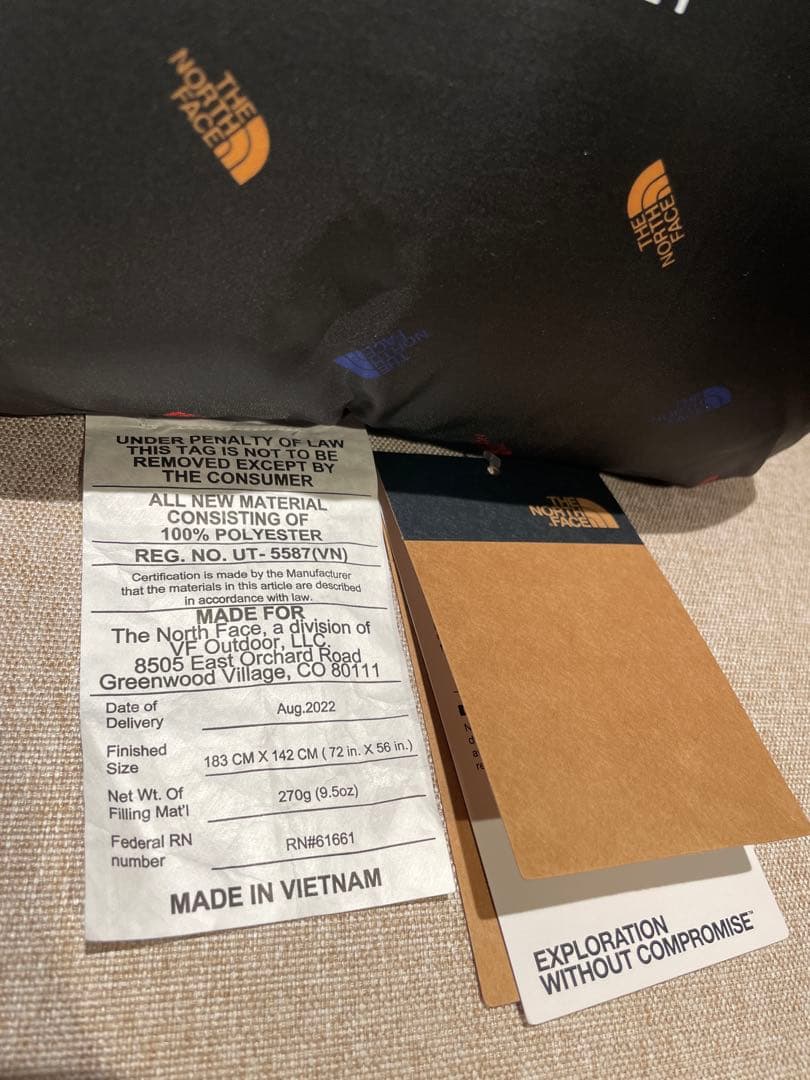 THE
NORTH
FACE
THE
NORTH
FACE
THE
NORTH
FACE
UNDER PENALTY OF LAW
THIS TAG IS NOT TO BE
REMOVED EXCEPT BY
THE CONSUMER
ALL NEW MATERIAL
CONSISTING OF
100% POLYESTER
REG. NO. UT- 5587(VN)
Certification is made by the Manufacturer
that the materials in this article are described
in accordance with law.
MADE FOR
The North Face, a division of
VF Outdoor, LLC.
8505 East Orchard Road
Greenwood Village, CO 80111
Date of
Delivery
Aug.2022
Finished
Size
183 CM X 142 CM ( 72 in. X 56 in.)
Net Wt. Of
Filling Mat'l
270g (9.5oz)
Federal RN
number
RN#61661
MADE IN VIETNAM
THE
NORTH
FACE
EXPLORATION
WITHOUT COMPROMISE™